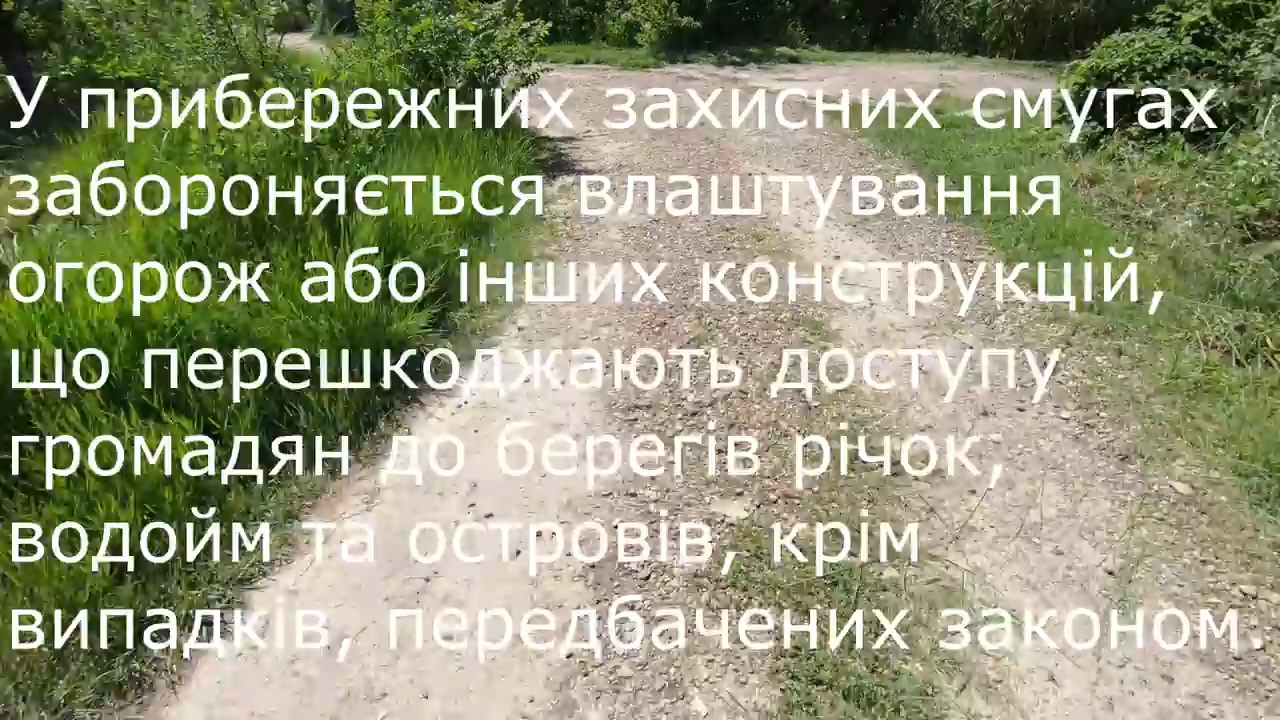 У прибережних захисних смугах
забороняється влаштування
огорож або інших конструкцій,
що перешкоджають доступу
громадян до берегів річок,
водойм та островів, крім
випадків, передбачених законом.